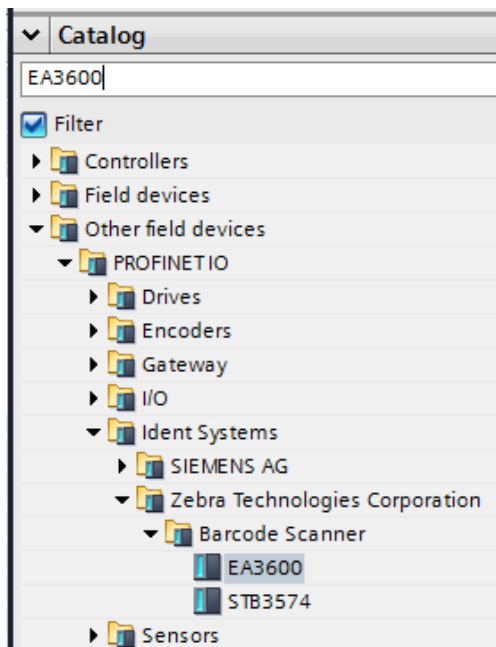 Catalog
EA3600
Filter
Controllers
Field devices
Other field devices
PROFINET IO
Drives
Encoders
Gateway
I/O
Ident Systems
SIEMENS AG
Zebra Technologies Corporation
Barcode Scanner
EA3600
STB3574
Sensors